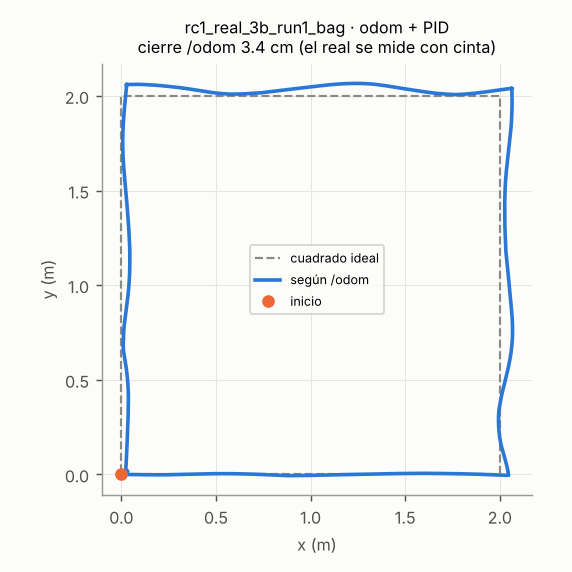 rc1_real_3b_run1_bag · odom + PID
cierre /odom 3.4 cm (el real se mide con cinta)
y (m)
2.0
1.5
1.0
0.5
0.0
cuadrado ideal
según /odom
inicio
0.0 0.5 1.0 1.5 2.0
x (m)